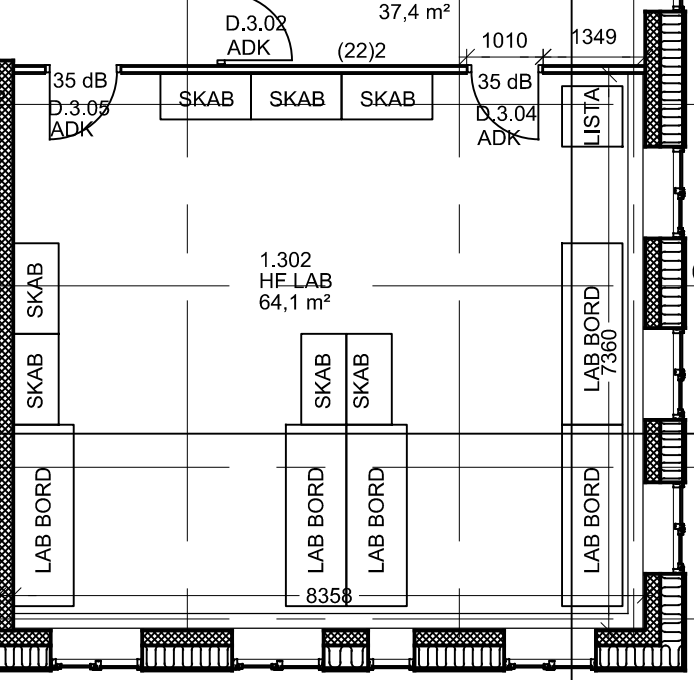 37,4 m²
D.3.02
ADK
(22)2
1010
1349
35 dB
D.3.05
ADK
SKAB
SKAB
SKAB
35 dB
D.3.04
ADK
LISTA
1.302
HF LAB
64,1 m²
SKAB
SKAB
SKAB
SKAB
LAB BORD
7360
LAB BORD
LAB BORD
LAB BORD
LAB BORD
8358